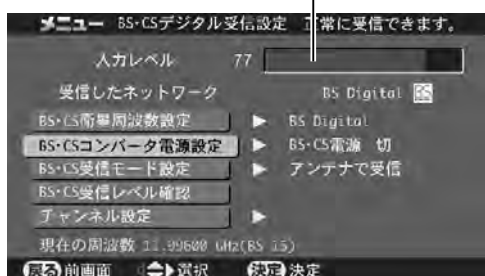 メニュー BS・CSデジタル受信設定 正常に受信できます。
入力レベル 77
受信したネットワーク BS Digital BS
BS・CS衛星周波数設定 ▶ BS Digital
BS・CSコンバータ電源設定 ▶ BS・CS電源 切
BS・CS受信モード設定 ▶ アンテナで受信
BS・CS受信レベル確認
チャンネル設定 ▶
現在の周波数 11.99600 GHz(BS 15)
戻る 前画面 選択 決定 決定